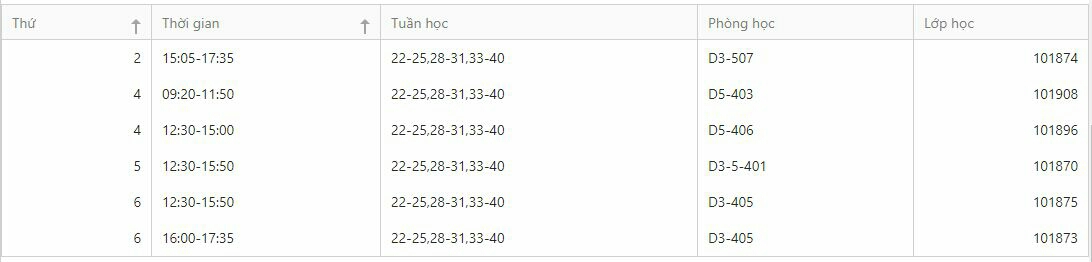 Thứ Thời gian Tuần học Phòng học Lớp học
2 15:05-17:35 22-25,28-31,33-40 D3-507 101874
4 09:20-11:50 22-25,28-31,33-40 D5-403 101908
4 12:30-15:00 22-25,28-31,33-40 D5-406 101896
5 12:30-15:50 22-25,28-31,33-40 D3-5-401 101870
6 12:30-15:50 22-25,28-31,33-40 D3-405 101875
6 16:00-17:35 22-25,28-31,33-40 D3-405 101873